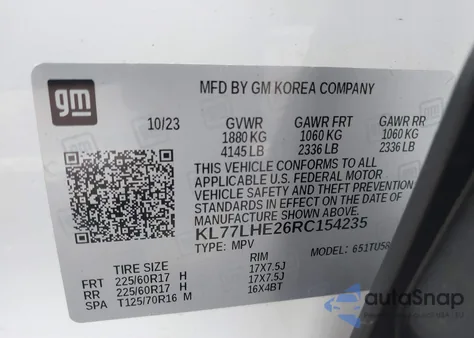 gm
MFD BY GM KOREA COMPANY
10/23 GVWR GAWR FRT GAWR RR
1880 KG 1060 KG 1060 KG
4145 LB 2336 LB 2336 LB
THIS VEHICLE CONFORMS TO ALL
APPLICABLE U.S. FEDERAL MOTOR
VEHICLE SAFETY AND THEFT PREVENTION
STANDARDS IN EFFECT ON THE DATE OF
MANUFACTURE SHOWN ABOVE.
KL77LHE26RC154235
TYPE: MPV MODEL: 651TU58
TIRE SIZE RIM
FRT 225/60R17 H 17X7.5J
RR 225/60R17 H 17X7.5J
SPA T125/70R16 M 16X4BT
autoSnap